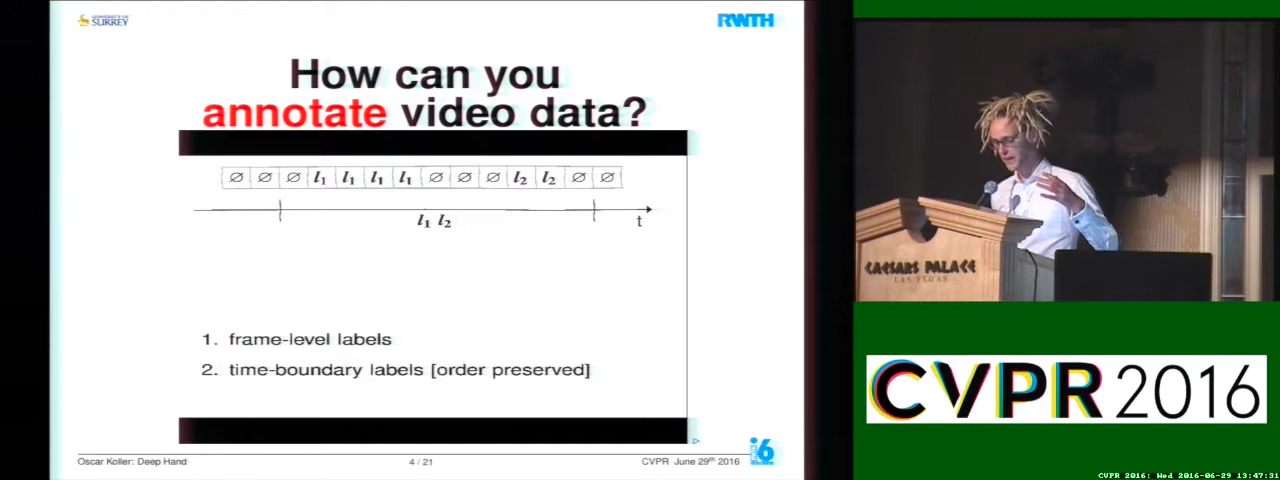 UNIVERSITY OF
SURREY
RWTH
How can you
annotate video data?
∅ ∅ ∅ l₁ l₁ l₁ l₁ ∅ ∅ ∅ l₂ l₂ ∅ ∅
l₁ l₂
t
1. frame-level labels
2. time-boundary labels [order preserved]
Oscar Koller: Deep Hand
4 / 21
CVPR June 29th 2016
i6
CAESARS PALACE
LAS VEGAS
CVPR 2016
CVPR 2016: Wed 2016-06-29 13:47:31